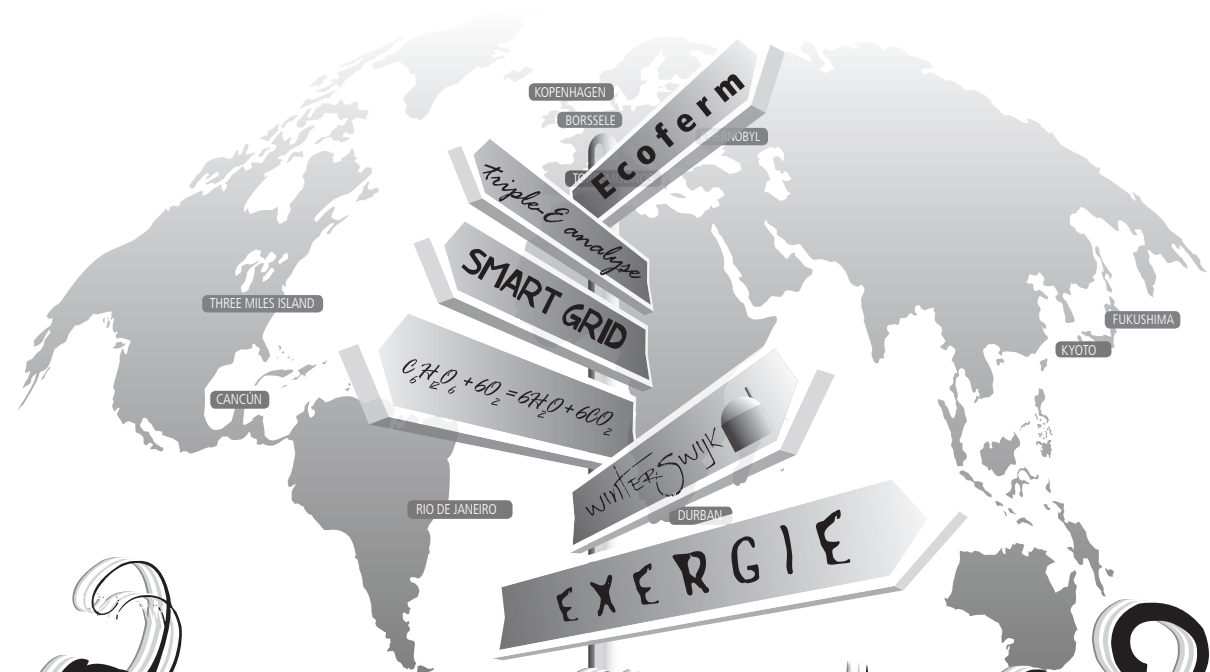 KOPENHAGEN
BORSSELE
Ecoferm
triple-E analyse
SMART GRID
THREE MILES ISLAND
FUKUSHIMA
KYOTO
C₆H₁₂O₆ + 6O₂ = 6H₂O + 6CO₂
CANCÚN
WINTERSWIJK
RIO DE JANEIRO
DURBAN
EXERGIE